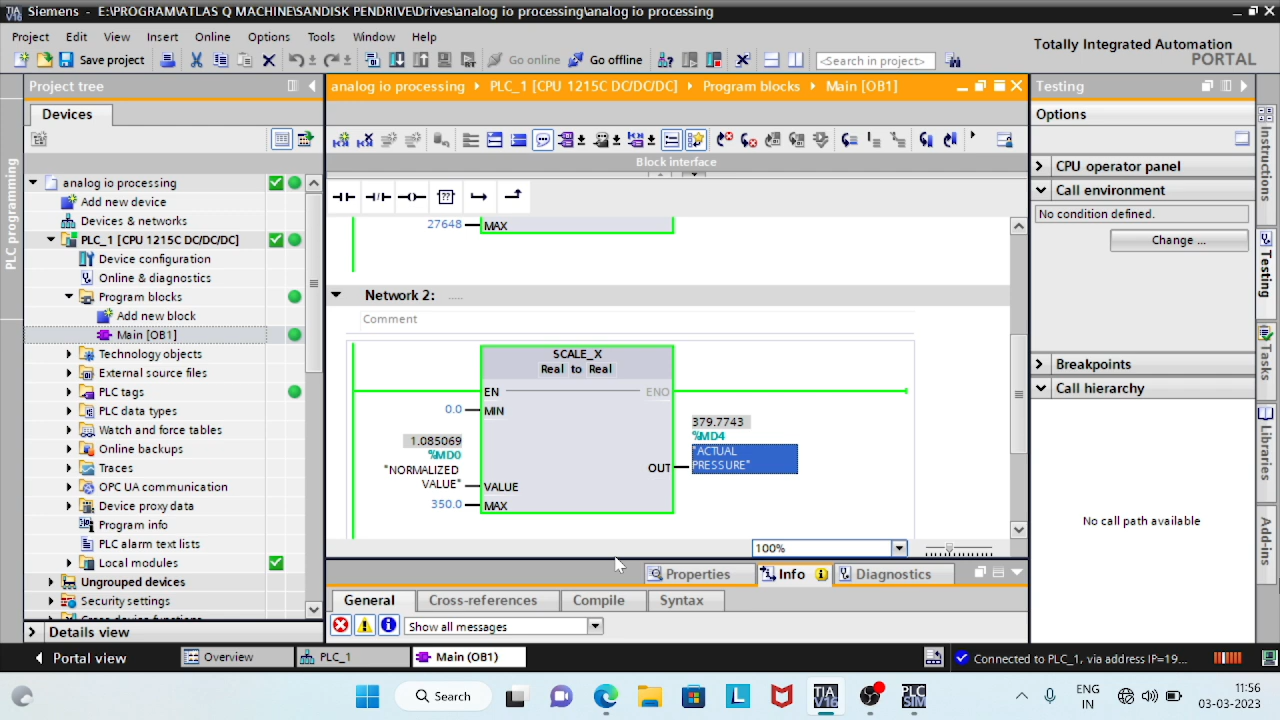 Siemens - E:\PROGRAM\ATLAS Q MACHINE\SANDISK PENDRIVE\Drives\analog io processing\analog io processing
Project Edit View Insert Online Options Tools Window Help
Totally Integrated Automation
PORTAL
Save project
Go online
Go offline
<Search in project>
Project tree
analog io processing
PLC_1 [CPU 1215C DC/DC/DC]
Program blocks
Main [OB1]
Testing
Devices
Options
PLC programming
Block interface
analog io processing
Add new device
Devices & networks
PLC_1 [CPU 1215C DC/DC/DC]
Device configuration
Online & diagnostics
Program blocks
Add new block
Main [OB1]
Technology objects
External source files
PLC tags
PLC data types
Watch and force tables
Online backups
Traces
OPC UA communication
Device proxy data
Program info
PLC alarm text lists
Local modules
Ungrouped devices
Security settings
Details view
??
27648
MAX
Network 2:
.....
Comment
SCALE_X
Real to Real
EN
ENO
0.0
MIN
1.085069
%MD0
"NORMALIZED
VALUE"
VALUE
350.0
MAX
379.7743
%MD4
"ACTUAL
PRESSURE"
OUT
100%
Properties
Info
Diagnostics
General
Cross-references
Compile
Syntax
Show all messages
CPU operator panel
Call environment
No condition defined.
Change ...
Breakpoints
Call hierarchy
No call path available
Instructions
Testing
Tasks
Libraries
Add-ins
Portal view
Overview
PLC_1
Main (OB1)
Connected to PLC_1, via address IP=19...
Search
L
TIA
V16
PLC
SIM
ENG
IN
11:56
03-03-2023